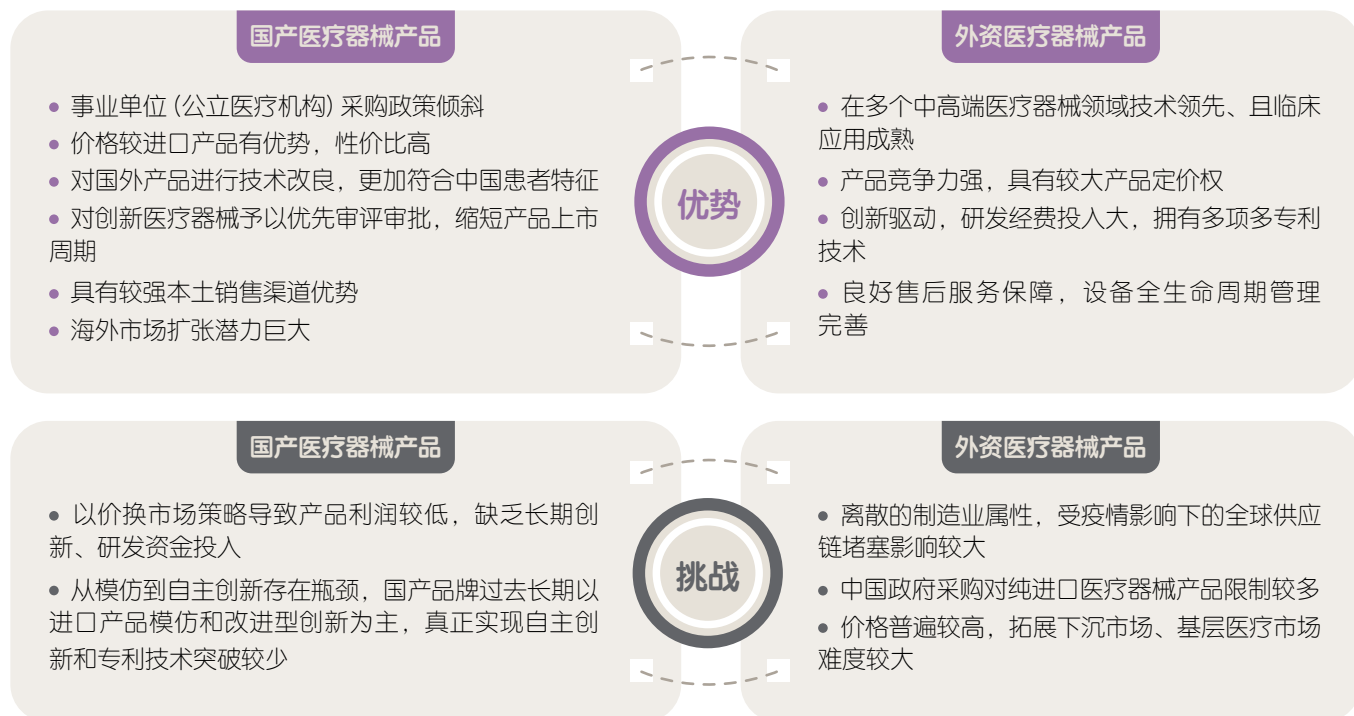 国产医疗器械产品
• 事业单位(公立医疗机构)采购政策倾斜
• 价格较进口产品有优势，性价比高
• 对国外产品进行技术改良，更加符合中国患者特征
• 对创新医疗器械予以优先审评审批，缩短产品上市
周期
• 具有较强本土销售渠道优势
• 海外市场扩张潜力巨大
优势
外资医疗器械产品
• 在多个中高端医疗器械领域技术领先、且临床
应用成熟
• 产品竞争力强，具有较大产品定价权
• 创新驱动，研发经费投入大，拥有多项多专利
技术
• 良好售后服务保障，设备全生命周期管理
完善
国产医疗器械产品
• 以价换市场策略导致产品利润较低，缺乏长期创
新、研发资金投入
• 从模仿到自主创新存在瓶颈，国产品牌过去长期以
进口产品模仿和改进型创新为主，真正实现自主创
新和专利技术突破较少
挑战
外资医疗器械产品
• 离散的制造业属性，受疫情影响下的全球供应
链堵塞影响较大
• 中国政府采购对纯进口医疗器械产品限制较多
• 价格普遍较高，拓展下沉市场、基层医疗市场
难度较大